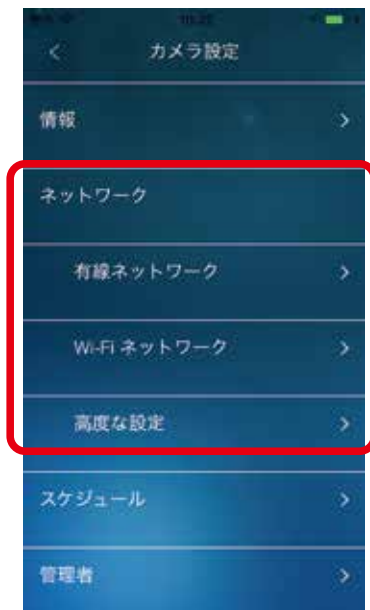 カメラ設定
情報
ネットワーク
有線ネットワーク
Wi-Fi ネットワーク
高度な設定
スケジュール
管理者